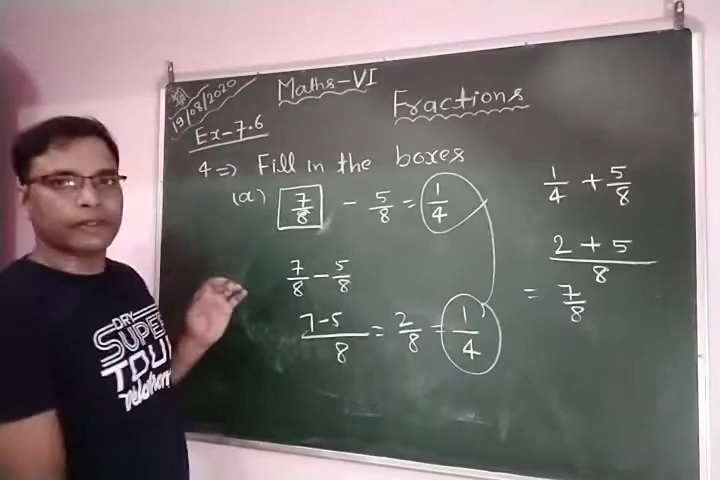 19/08/2020
Maths-VI
Fractions
Ex-7.6
4⇒ Fill in the boxes
(a) 7/8 - 5/8 = 1/4
7/8 - 5/8
7-5/8 = 2/8 = 1/4
1/4 + 5/8
2+5/8
= 7/8
DRY
SUPER
TOUR